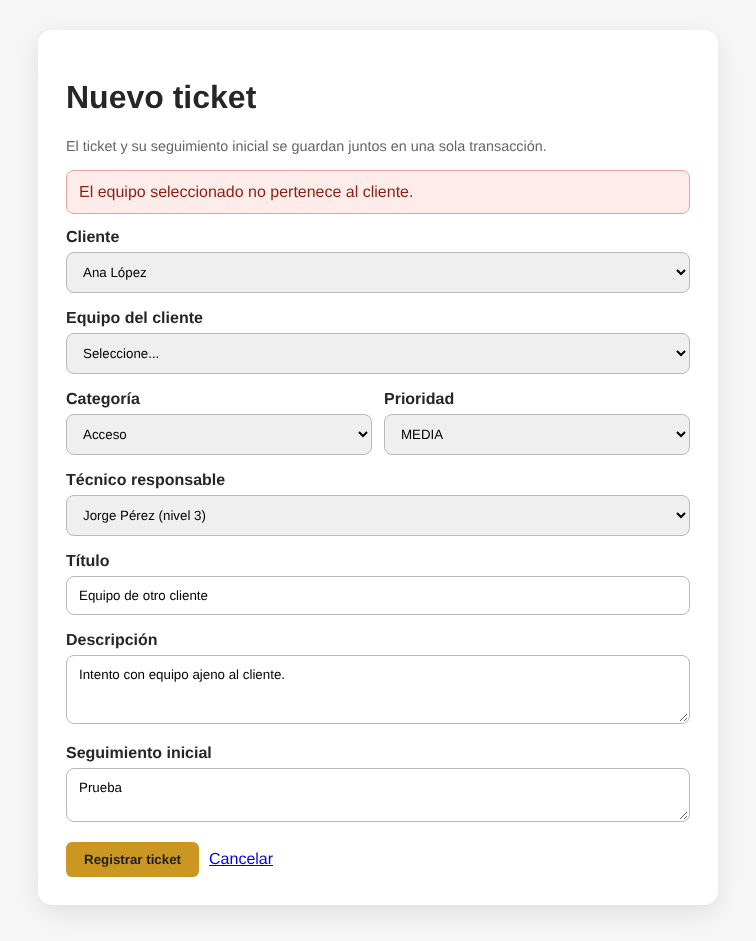 Nuevo ticket
El ticket y su seguimiento inicial se guardan juntos en una sola transacción.
El equipo seleccionado no pertenece al cliente.
Cliente
Ana López
Equipo del cliente
Seleccione...
Categoría
Prioridad
Acceso
MEDIA
Técnico responsable
Jorge Pérez (nivel 3)
Título
Equipo de otro cliente
Descripción
Intento con equipo ajeno al cliente.
Seguimiento inicial
Prueba
Registrar ticket
Cancelar